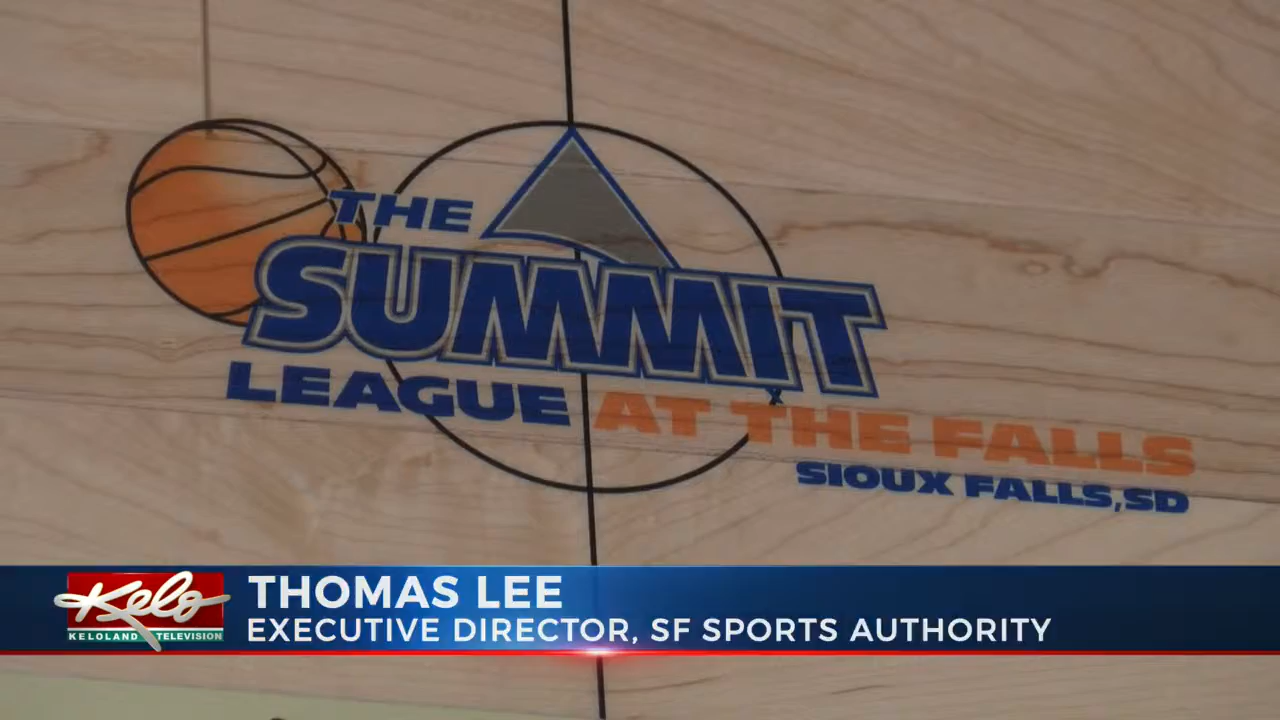 THE
SUMMIT
LEAGUE AT THE FALLS
SIOUX FALLS, SD
Kelo
KELOLAND TELEVISION
THOMAS LEE
EXECUTIVE DIRECTOR, SF SPORTS AUTHORITY